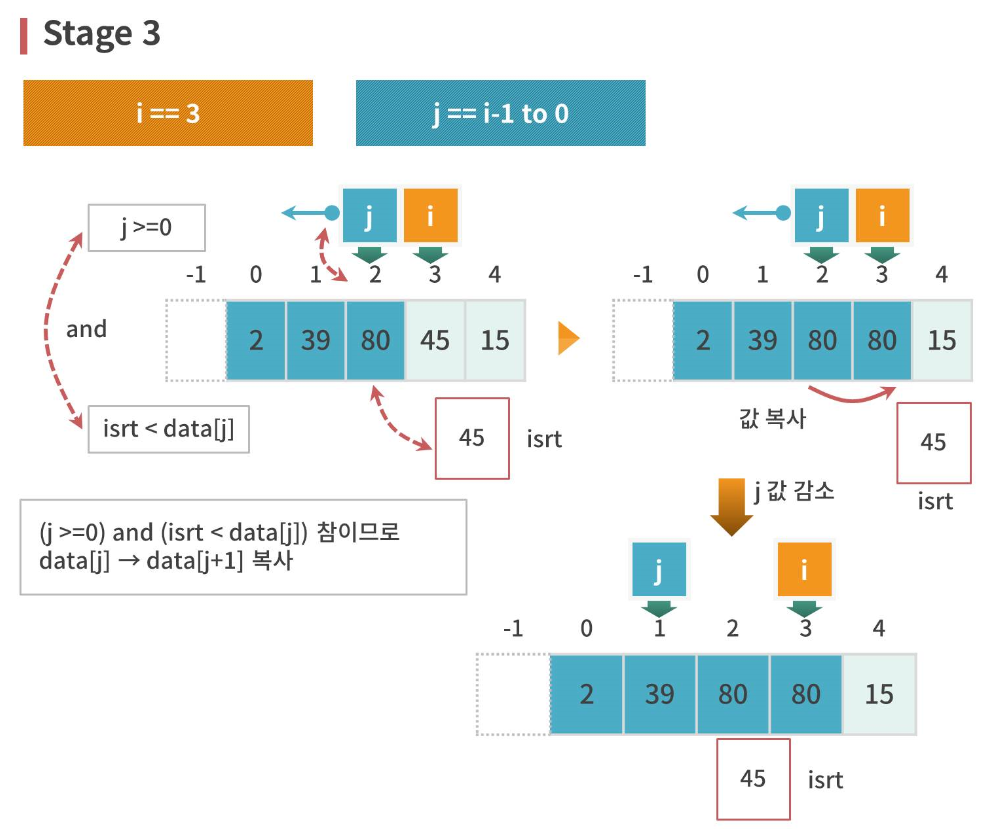 Stage 3
i == 3
j == i-1 to 0
j >=0
and
isrt < data[j]
j i
-1 0 1 2 3 4
2 39 80 45 15
45 isrt
j i
-1 0 1 2 3 4
2 39 80 80 15
값 복사
45
isrt
(j >=0) and (isrt < data[j]) 참이므로
data[j] → data[j+1] 복사
j 값 감소
j i
-1 0 1 2 3 4
2 39 80 80 15
45 isrt